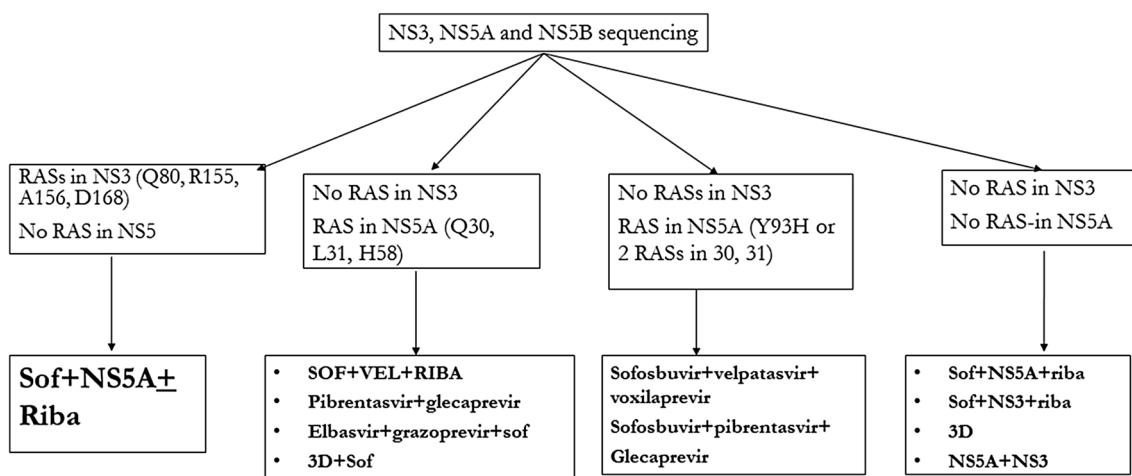 NS3, NS5A and NS5B sequencing
RASs in NS3 (Q80, R155,
A156, D168)
No RAS in NS5
No RAS in NS3
RAS in NS5A (Q30,
L31, H58)
No RASs in NS3
RAS in NS5A (Y93H or
2 RASs in 30, 31)
No RAS in NS3
No RAS-in NS5A
Sof+NS5A±
Riba
• SOF+VEL+RIBA
• Pibrentasvir+glecaprevir
• Elbasvir+grazoprevir+sof
• 3D+Sof
Sofosbuvir+velpatasvir+
voxilaprevir
Sofosbuvir+pibrentasvir+
Glecaprevir
• Sof+NS5A+riba
• Sof+NS3+riba
• 3D
• NS5A+NS3